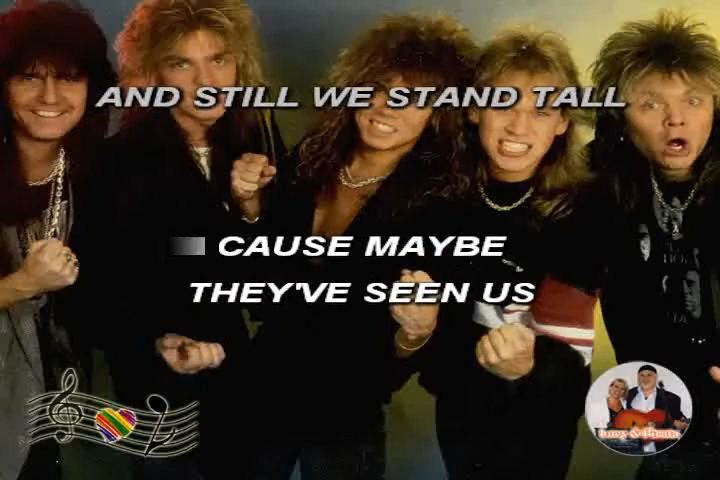 AND STILL WE STAND TALL
CAUSE MAYBE
THEY'VE SEEN US